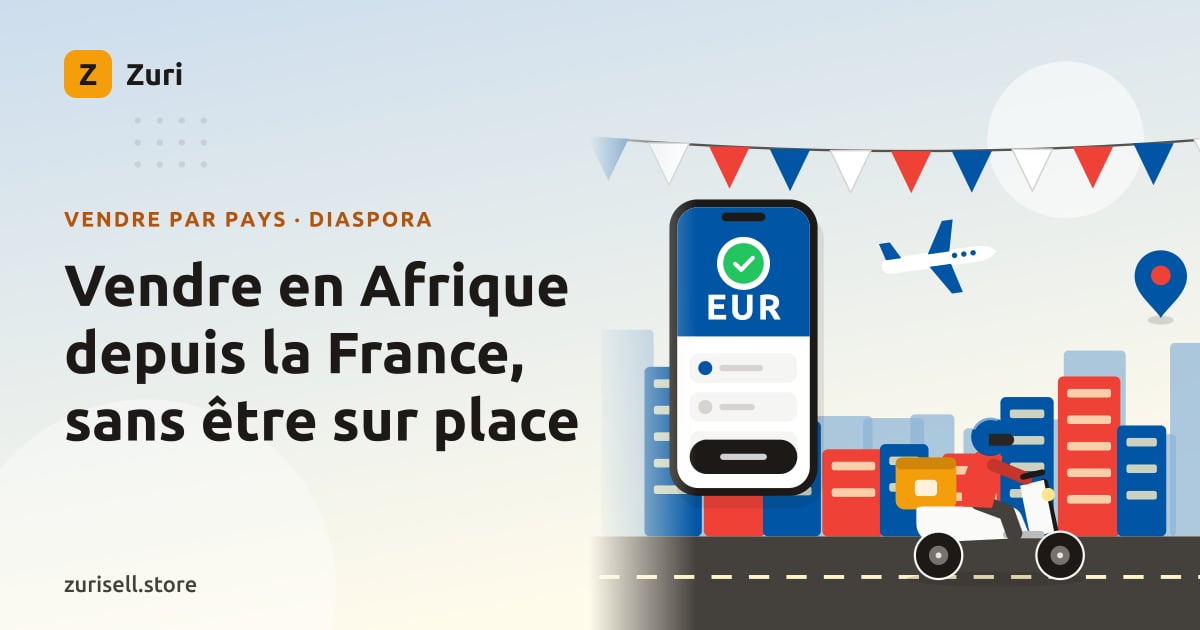 Z Zuri
VENDRE PAR PAYS · DIASPORA
Vendre en Afrique
depuis la France,
sans être sur place
EUR
zurisell.store